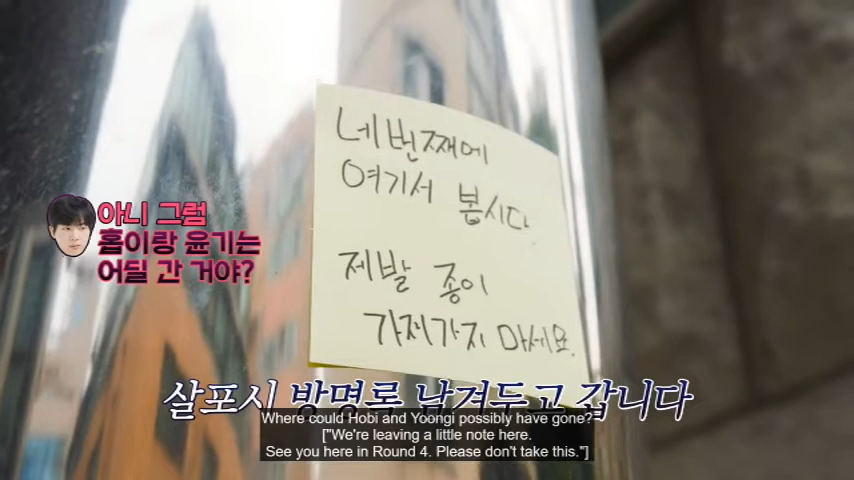 네번째에
여기서 봅시다
제발 종이
가져가지 마세요.
아니 그럼
홉이랑 윤기는
어딜 간 거야?
살포시 방명록 남겨두고 갑니다
Where could Hobi and Yoongi possibly have gone?
["We're leaving a little note here.
See you here in Round 4. Please don't take this."]